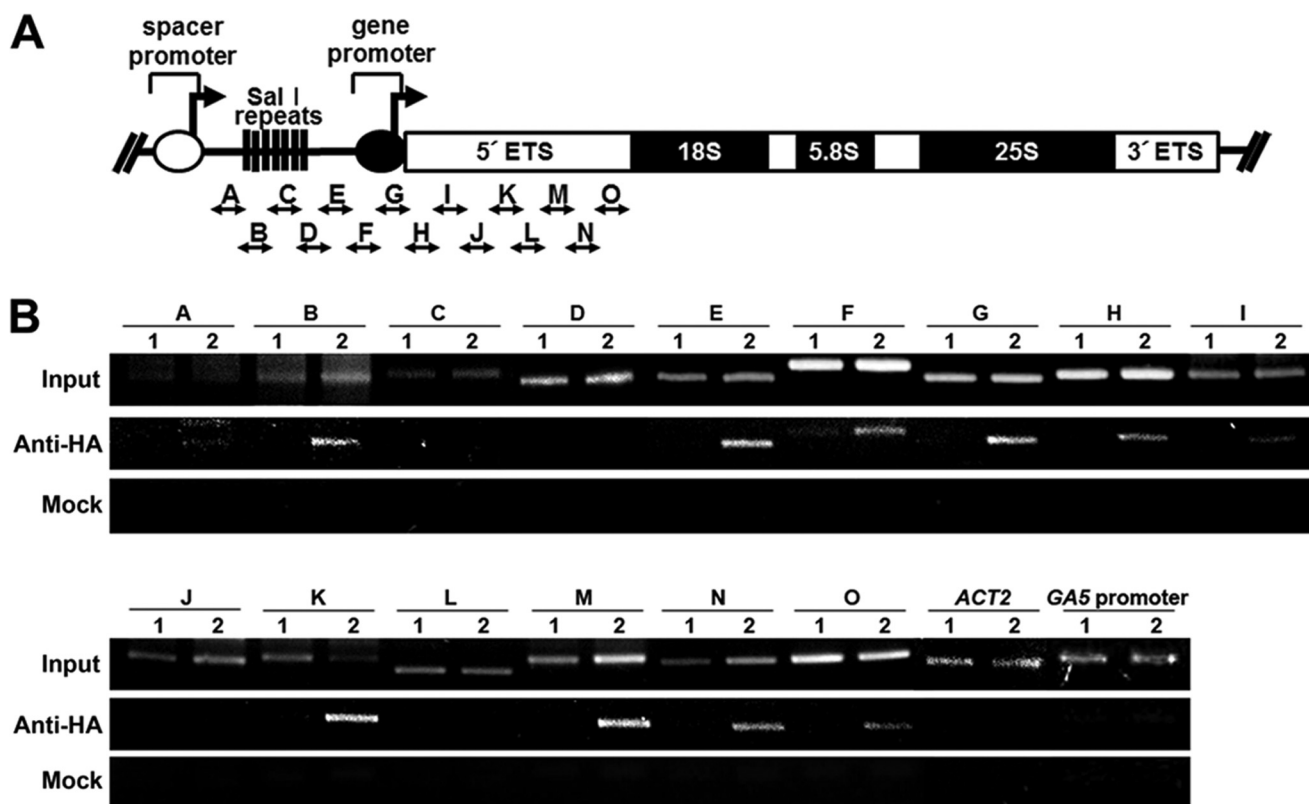 A
spacer promoter
gene promoter
Sal I repeats
5´ ETS 18S 5.8S 25S 3´ ETS
A C E G I K M O
B D F H J L N
B
A B C D E F G H I
1 2 1 2 1 2 1 2 1 2 1 2 1 2 1 2 1 2
Input
Anti-HA
Mock
J K L M N O ACT2 GA5 promoter
1 2 1 2 1 2 1 2 1 2 1 2 1 2 1 2
Input
Anti-HA
Mock